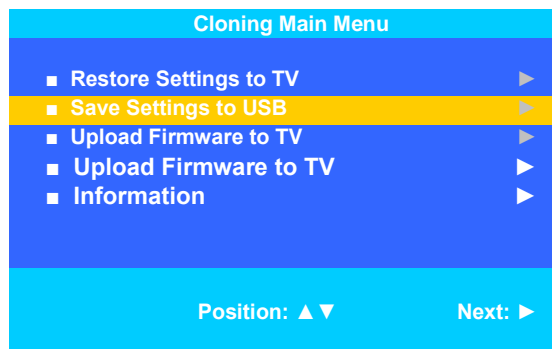 Cloning Main Menu
■ Restore Settings to TV ►
■ Save Settings to USB ►
■ Upload Firmware to TV ►
■ Upload Firmware to TV ►
■ Information ►
Position: ▲▼ Next: ►